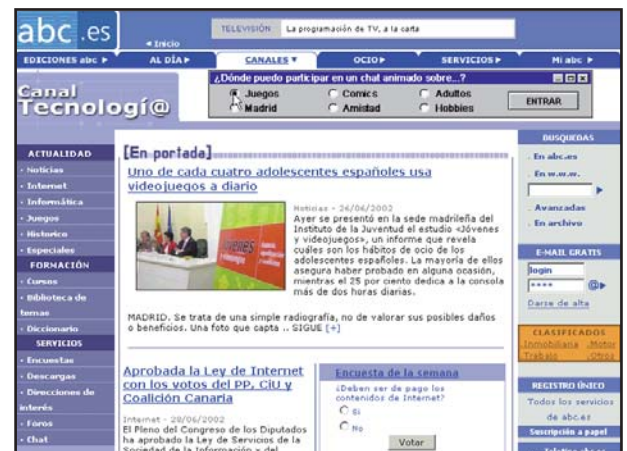 abc.es
TELEVISIÓN La programación de TV, a la carta
◂ Inicio
EDICIONES abc ▸ AL DÍA ▸ CANALES ▾ OCIO ▸ SERVICIOS ▸ Mi abc ▸
Canal
Tecnologí@
¿Dónde puedo participar en un chat animado sobre...?
Juegos Comics Adultos
Madrid Amistad Hobbies
ENTRAR
ACTUALIDAD
· Noticias
· Internet
· Informática
· Juegos
· Historico
· Especiales
FORMACIÓN
· Cursos
· Biblioteca de
temas
· Diccionario
SERVICIOS
· Encuestas
· Descargas
· Direcciones de
interés
· Foros
· Chat
[En portada]
Uno de cada cuatro adolescentes españoles usa
videojuegos a diario
Noticias - 26/06/2002
Ayer se presentó en la sede madrileña del
Instituto de la Juventud el estudio «Jóvenes
y videojuegos», un informe que revela
cuáles son los hábitos de ocio de los
adolescentes españoles. La mayoría de ellos
asegura haber probado en alguna ocasión,
mientras el 25 por ciento dedica a la consola
más de dos horas diarias.
MADRID. Se trata de una simple radiografía, no de valorar sus posibles daños
o beneficios. Una foto que capta .. SIGUE [+]
Aprobada la Ley de Internet
con los votos del PP, CiU y
Coalición Canaria
Internet - 28/06/2002
El Pleno del Congreso de los Diputados
ha aprobado la Ley de Servicios de la
Sociedad de la Información y del
Encuesta de la semana
¿Deben ser de pago los
contenidos de Internet?
Si
No
Votar
BUSQUEDAS
. En abc.es
. En w.w.w.
. Avanzadas
. En archivo
E-MAIL GRATIS
login
****
@▸
Darse de alta
CLASIFICADOS
.Inmobiliaria .Motor
.Trabajo .Otros
REGISTRO ÚNICO
Todos los servicios
de abc.es
Suscripción a papel